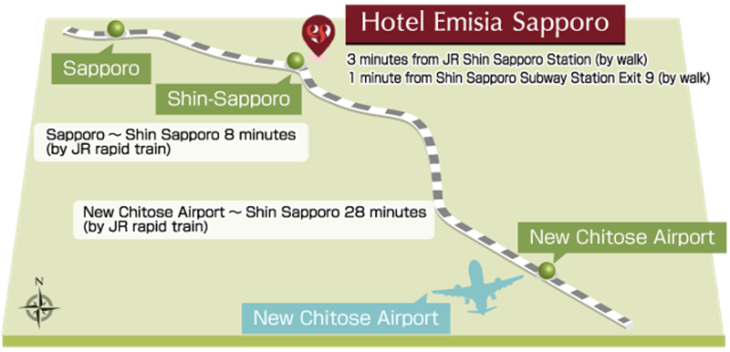 Hotel Emisia Sapporo
3 minutes from JR Shin Sapporo Station (by walk)
1 minute from Shin Sapporo Subway Station Exit 9 (by walk)
Sapporo
Shin-Sapporo
Sapporo ~ Shin Sapporo 8 minutes
(by JR rapid train)
New Chitose Airport ~ Shin Sapporo 28 minutes
(by JR rapid train)
New Chitose Airport
N
New Chitose Airport